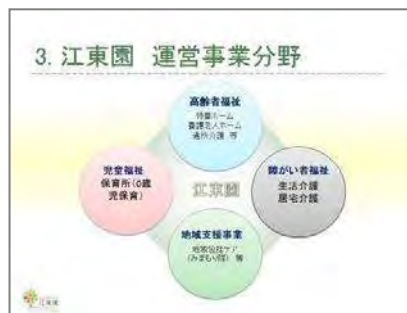 3. 江東園 運営事業分野
高齢者福祉
特養ホーム
養護老人ホーム
通所介護 等
児童福祉
保育所(0歳
児保育)
江東園
障がい者福祉
生活介護
居宅介護
地域支援事業
地域包括ケア
(みまもり隊) 等
江東園